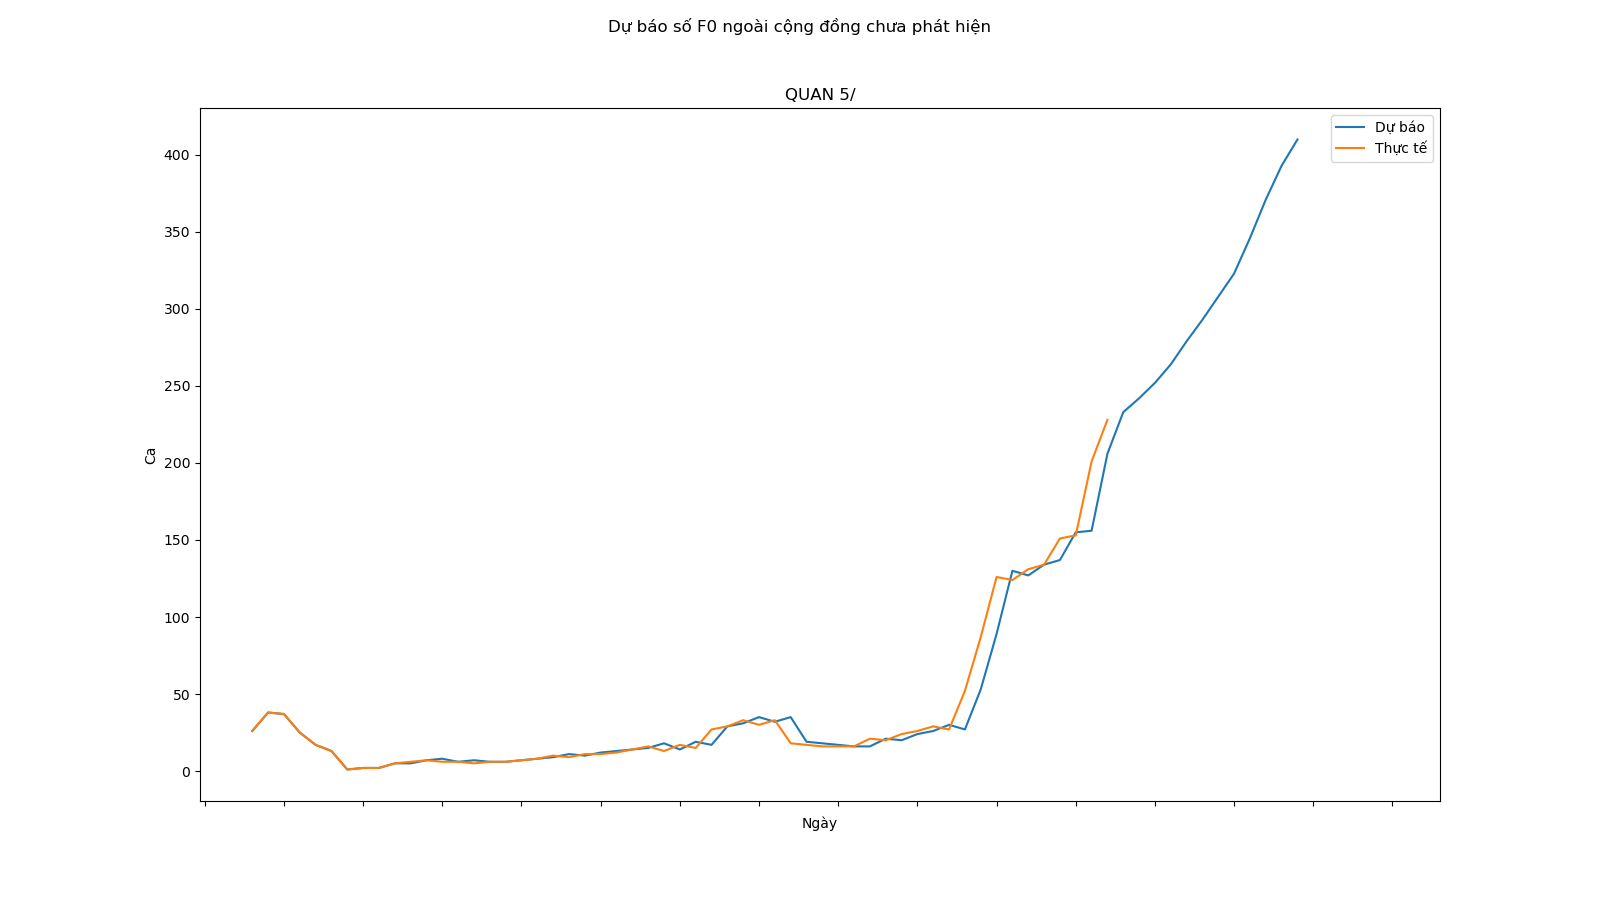 Dự báo số F0 ngoài cộng đồng chưa phát hiện
QUAN 5/
Dự báo
Thực tế
400
350
300
250
200
150
100
50
0
Ca
Ngày